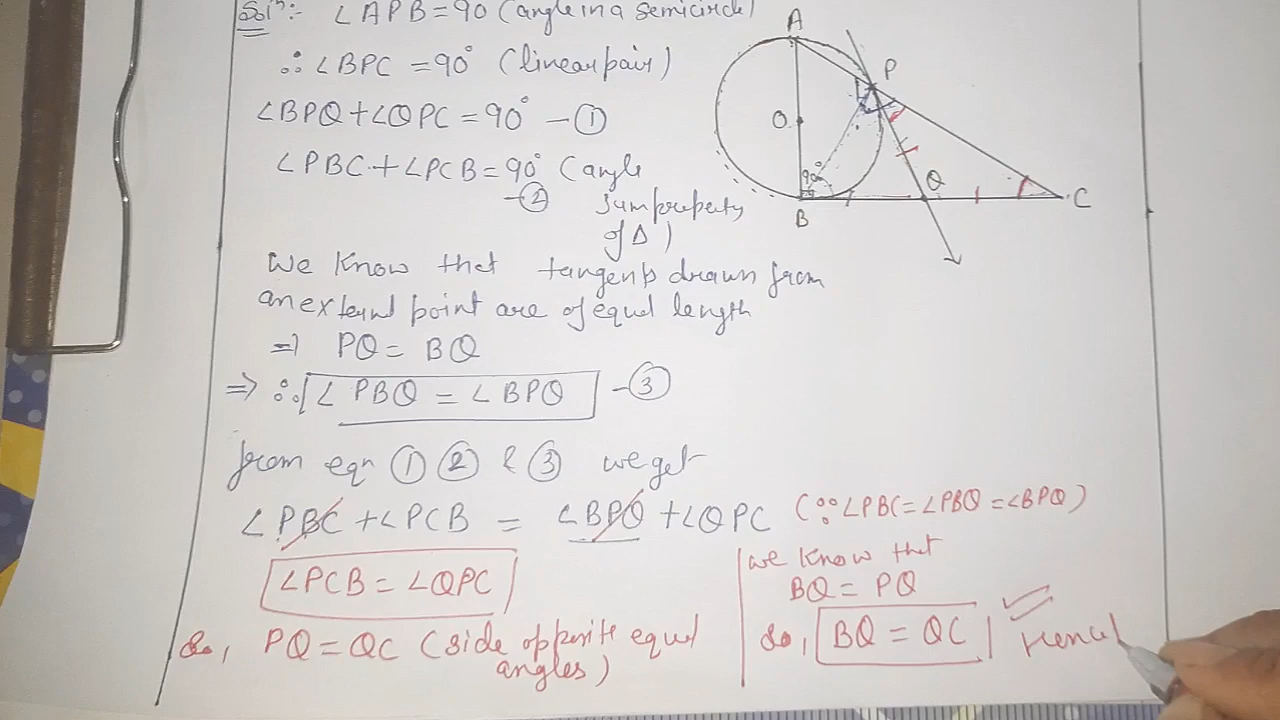 Solⁿ:- ∠APB=90 (angle in a semicircle)
∴ ∠BPC = 90° (linear pair)
∠BPQ+∠QPC = 90° —①
∠PBC+∠PCB = 90° (angle
—② sum property
of Δ)
We know that tangents drawn from
an external point are of equal length
⇒ PQ = BQ
⇒ ∴ ∠PBQ = ∠BPQ —③
from eqn ① ② & ③ we get
∠PBC +∠PCB = ∠BPQ +∠QPC (∵∠PBC=∠PBQ=∠BPQ)
∠PCB = ∠QPC
So, PQ = QC (side opposite equal
angles)
we know that
BQ = PQ
So, BQ = QC
Hence
A
P
O
90°
Q
B
C